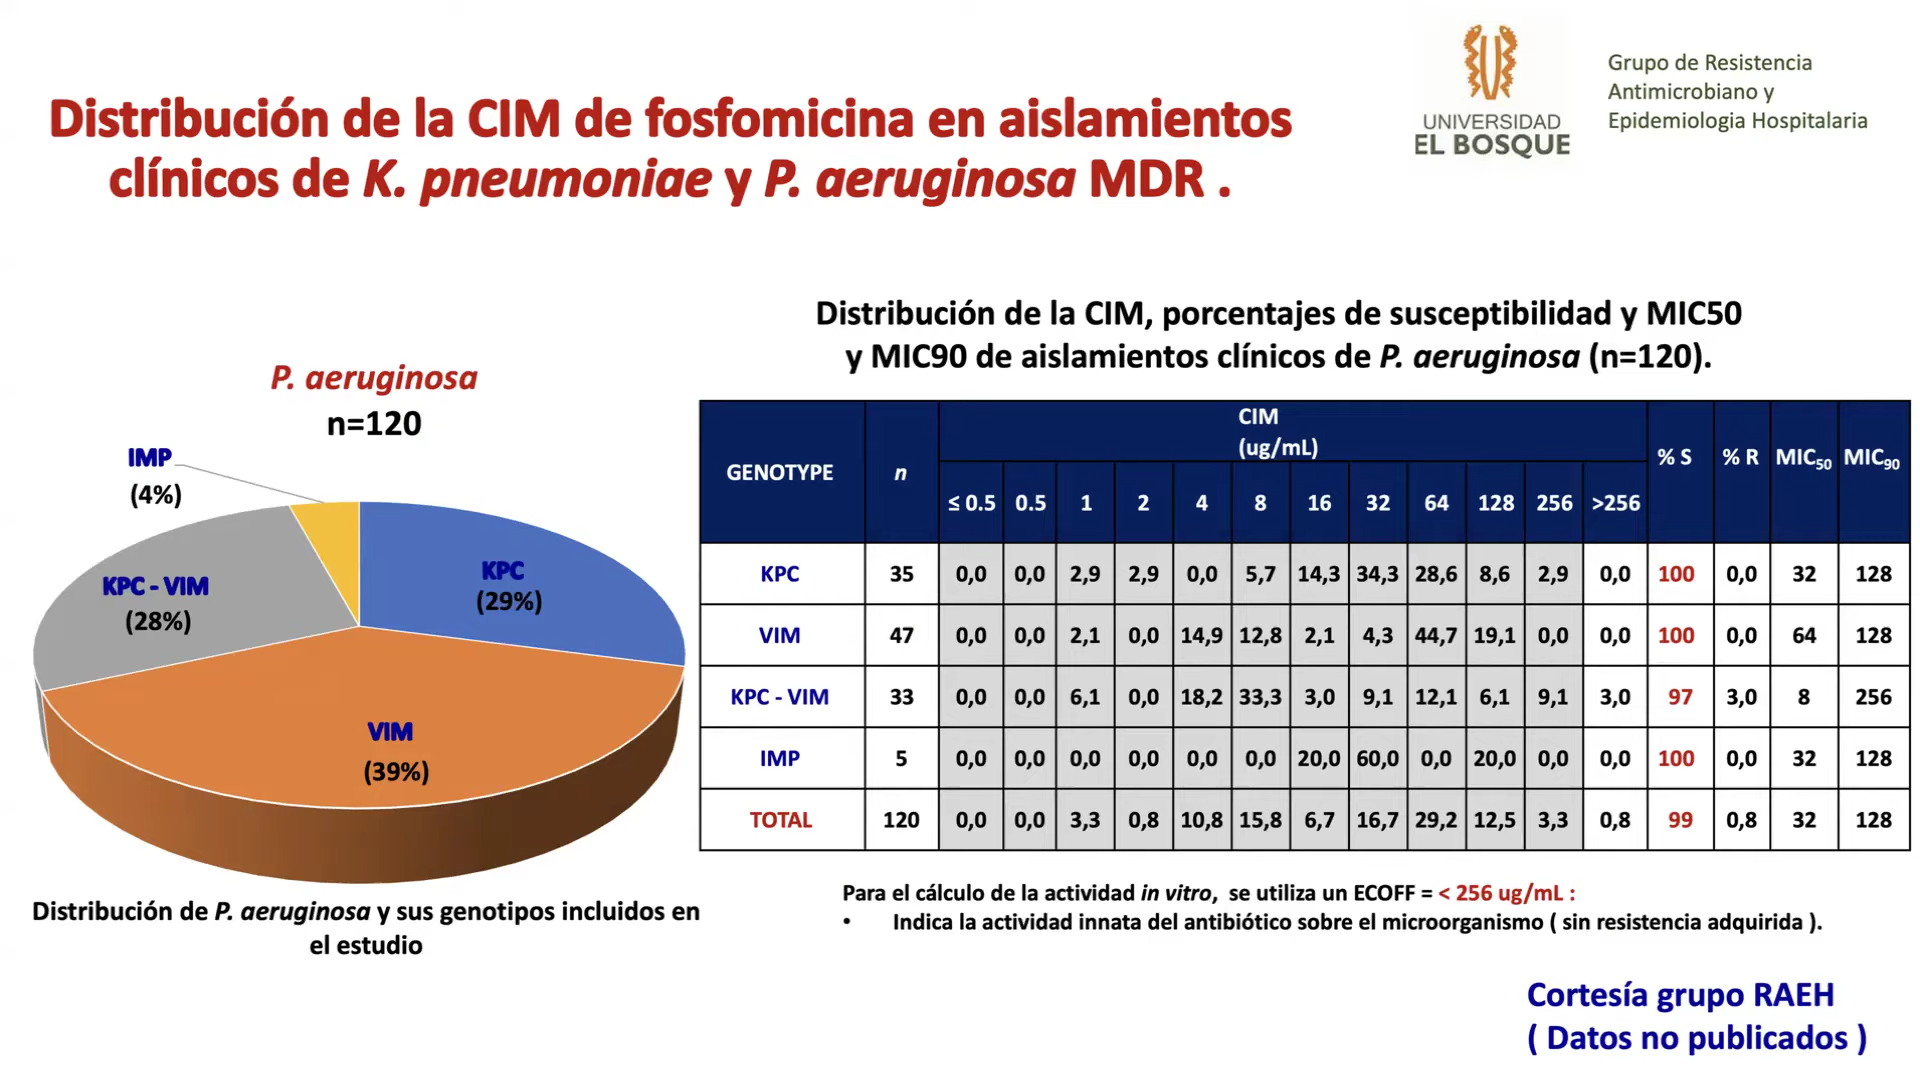 UNIVERSIDAD
EL BOSQUE
Grupo de Resistencia
Antimicrobiano y
Epidemiologia Hospitalaria
Distribución de la CIM de fosfomicina en aislamientos
clínicos de K. pneumoniae y P. aeruginosa MDR .
P. aeruginosa
n=120
IMP
(4%)
KPC
(29%)
KPC - VIM
(28%)
VIM
(39%)
Distribución de P. aeruginosa y sus genotipos incluidos en
el estudio
Distribución de la CIM, porcentajes de susceptibilidad y MIC50
y MIC90 de aislamientos clínicos de P. aeruginosa (n=120).
GENOTYPE n CIM (ug/mL) % S % R MIC50 MIC90
≤ 0.5 0.5 1 2 4 8 16 32 64 128 256 >256
KPC 35 0,0 0,0 2,9 2,9 0,0 5,7 14,3 34,3 28,6 8,6 2,9 0,0 100 0,0 32 128
VIM 47 0,0 0,0 2,1 0,0 14,9 12,8 2,1 4,3 44,7 19,1 0,0 0,0 100 0,0 64 128
KPC - VIM 33 0,0 0,0 6,1 0,0 18,2 33,3 3,0 9,1 12,1 6,1 9,1 3,0 97 3,0 8 256
IMP 5 0,0 0,0 0,0 0,0 0,0 0,0 20,0 60,0 0,0 20,0 0,0 0,0 100 0,0 32 128
TOTAL 120 0,0 0,0 3,3 0,8 10,8 15,8 6,7 16,7 29,2 12,5 3,3 0,8 99 0,8 32 128
Para el cálculo de la actividad in vitro, se utiliza un ECOFF = < 256 ug/mL :
• Indica la actividad innata del antibiótico sobre el microorganismo ( sin resistencia adquirida ).
Cortesía grupo RAEH
( Datos no publicados )